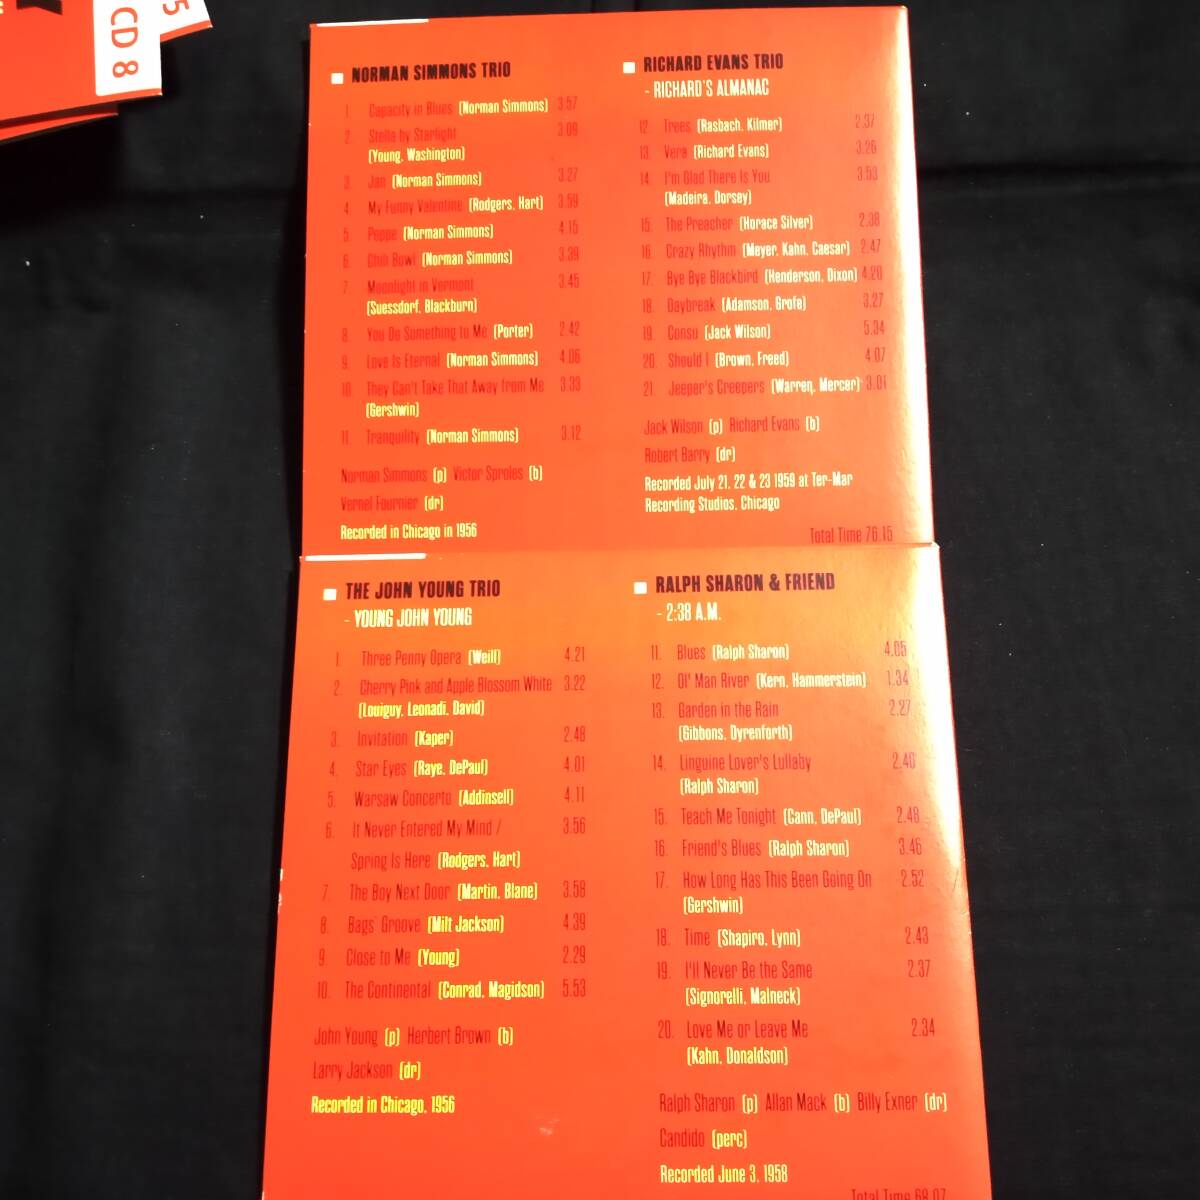 CD 8
5
NORMAN SIMMONS TRIO
1. Capacity in Blues (Norman Simmons) 3.57
2. Stella by Starlight 3.09
(Young, Washington)
3. Jan (Norman Simmons) 3.27
4. My Funny Valentine (Rodgers, Hart) 3.59
5. Peppe (Norman Simmons) 4.15
6. Chili Bowl (Norman Simmons) 3.39
7. Moonlight in Vermont 3.45
(Suessdorf, Blackburn)
8. You Do Something to Me (Porter) 2.42
9. Love Is Eternal (Norman Simmons) 4.06
10. They Can't Take That Away from Me 3.33
(Gershwin)
11. Tranquility (Norman Simmons) 3.12
Norman Simmons (p) Victor Sproles (b)
Vernel Fournier (dr)
Recorded in Chicago in 1956
RICHARD EVANS TRIO
- RICHARD'S ALMANAC
12. Trees (Rasbach, Kilmer) 2.37
13. Vera (Richard Evans) 3.26
14. I'm Glad There Is You 3.53
(Madeira, Dorsey)
15. The Preacher (Horace Silver) 2.38
16. Crazy Rhythm (Meyer, Kahn, Caesar) 2.47
17. Bye Bye Blackbird (Henderson, Dixon) 4.20
18. Daybreak (Adamson, Grofe) 3.27
19. Consu (Jack Wilson) 5.34
20. Should I (Brown, Freed) 4.07
21. Jeeper's Creepers (Warren, Mercer) 3.01
Jack Wilson (p) Richard Evans (b)
Robert Barry (dr)
Recorded July 21, 22 & 23 1959 at Ter-Mar
Recording Studios, Chicago
Total Time 76.15
THE JOHN YOUNG TRIO
- YOUNG JOHN YOUNG
1. Three Penny Opera (Weill) 4.21
2. Cherry Pink and Apple Blossom White 3.22
(Louiguy, Leonadi, David)
3. Invitation (Kaper) 2.48
4. Star Eyes (Raye, DePaul) 4.01
5. Warsaw Concerto (Addinsell) 4.11
6. It Never Entered My Mind / 3.56
Spring Is Here (Rodgers, Hart)
7. The Boy Next Door (Martin, Blane) 3.58
8. Bags' Groove (Milt Jackson) 4.39
9. Close to Me (Young) 2.29
10. The Continental (Conrad, Magidson) 5.53
John Young (p) Herbert Brown (b)
Larry Jackson (dr)
Recorded in Chicago, 1956
RALPH SHARON & FRIEND
- 2:38 A.M.
11. Blues (Ralph Sharon) 4.05
12. Ol' Man River (Kern, Hammerstein) 1.34
13. Garden in the Rain 2.27
(Gibbons, Dyrenforth)
14. Linguine Lover's Lullaby 2.40
(Ralph Sharon)
15. Teach Me Tonight (Cann, DePaul) 2.48
16. Friend's Blues (Ralph Sharon) 3.46
17. How Long Has This Been Going On 2.52
(Gershwin)
18. Time (Shapiro, Lynn) 2.43
19. I'll Never Be the Same 2.37
(Signorelli, Malneck)
20. Love Me or Leave Me 2.34
(Kahn, Donaldson)
Ralph Sharon (p) Allan Mack (b) Billy Exner (dr)
Candido (perc)
Recorded June 3, 1958
Total Time 68.07